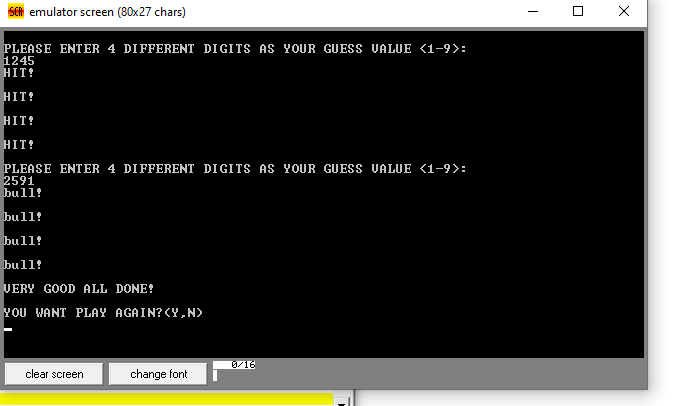 SCR emulator screen (80x27 chars)
PLEASE ENTER 4 DIFFERENT DIGITS AS YOUR GUESS VALUE <1-9>:
1245
HIT!
HIT!
HIT!
HIT!
PLEASE ENTER 4 DIFFERENT DIGITS AS YOUR GUESS VALUE <1-9>:
2591
bull!
bull!
bull!
bull!
VERY GOOD ALL DONE!
YOU WANT PLAY AGAIN?(Y,N)
clear screen change font 0/16